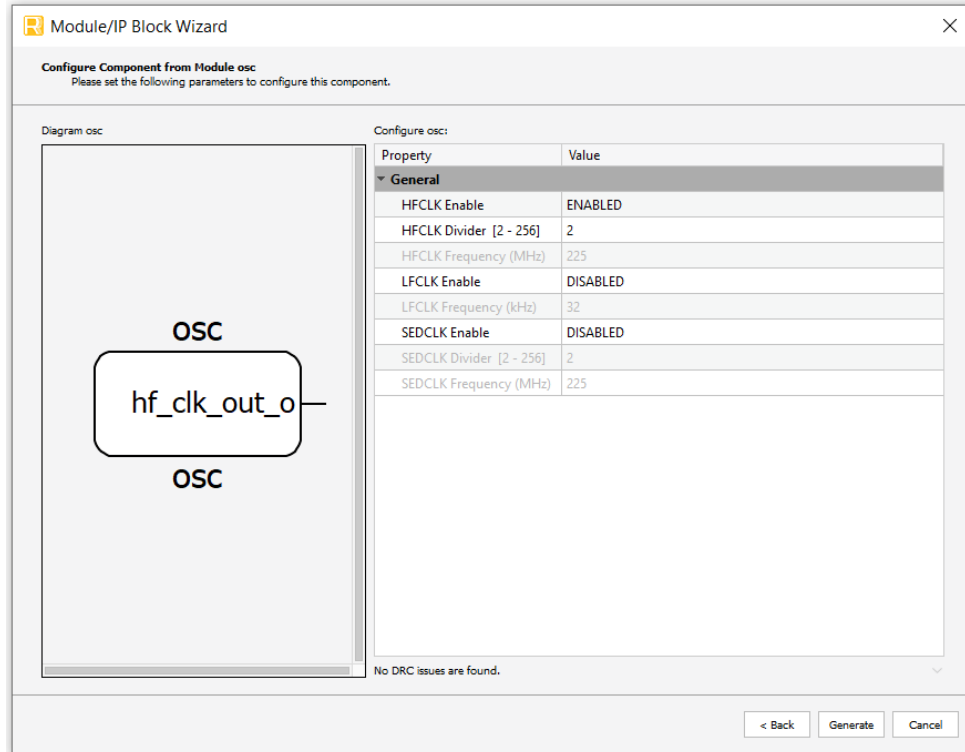 Module/IP Block Wizard
Configure Component from Module osc
Please set the following parameters to configure this component.
Diagram osc
osc
hf_clk_out_o
osc
Configure osc:
Property Value
General
HFCLK Enable ENABLED
HFCLK Divider [2 - 256] 2
HFCLK Frequency (MHz) 225
LFCLK Enable DISABLED
LFCLK Frequency (kHz) 32
SEDCLK Enable DISABLED
SEDCLK Divider [2 - 256] 2
SEDCLK Frequency (MHz) 225
No DRC issues are found.
< Back Generate Cancel